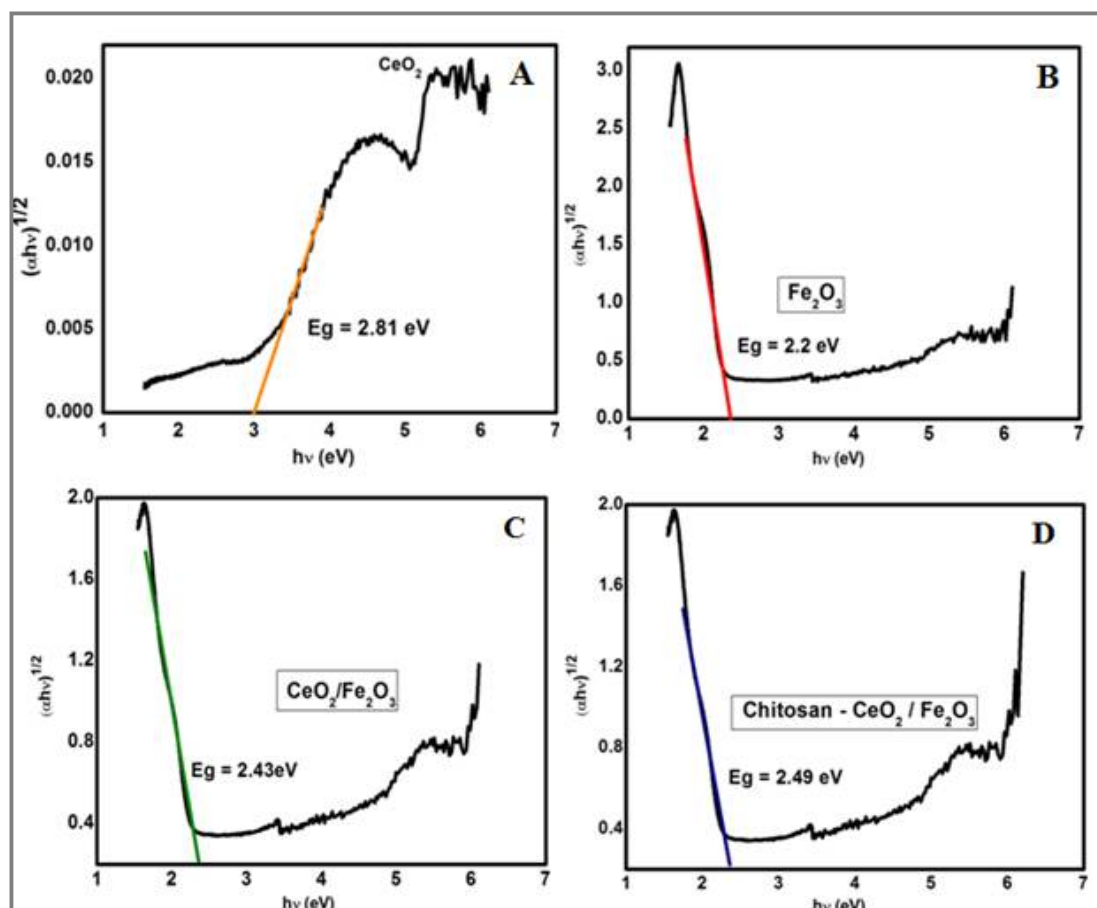 A
CeO₂
(αhν)^1/2
0.020
0.015
0.010
0.005
0.000
Eg = 2.81 eV
1 2 3 4 5 6 7
hν (eV)
B
(αhν)^1/2
3.0
2.5
2.0
1.5
1.0
0.5
0.0
Fe₂O₃
Eg = 2.2 eV
1 2 3 4 5 6 7
hν (eV)
C
(αhν)^1/2
2.0
1.6
1.2
0.8
0.4
CeO₂/Fe₂O₃
Eg = 2.43eV
1 2 3 4 5 6 7
hν (eV)
D
(αhν)^1/2
2.0
1.6
1.2
0.8
0.4
Chitosan - CeO₂ / Fe₂O₃
Eg = 2.49 eV
1 2 3 4 5 6 7
hν (eV)